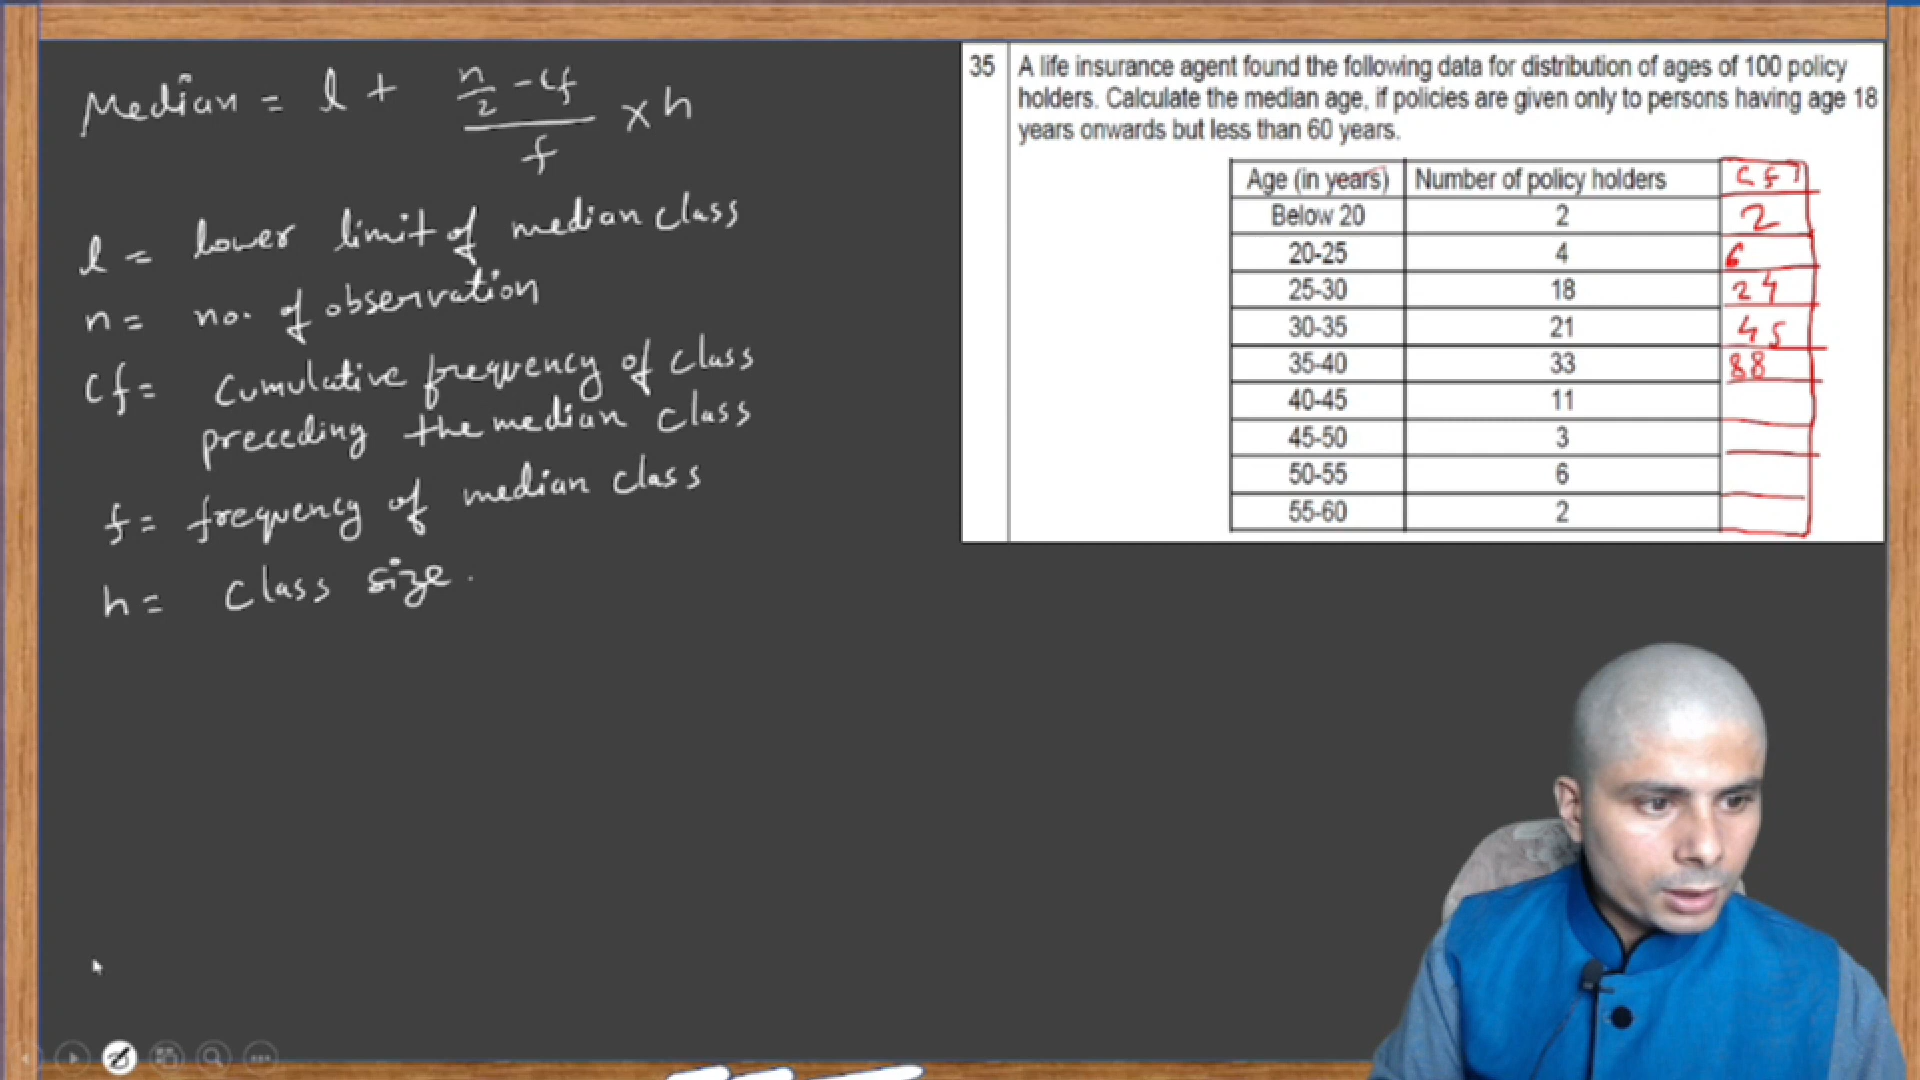 Median = l + n/2 - cf / f × h
l = lower limit of median class
n = no. of observation
cf = cumulative frequency of class
preceding the median class
f = frequency of median class
h = class size.
35 A life insurance agent found the following data for distribution of ages of 100 policy
holders. Calculate the median age, if policies are given only to persons having age 18
years onwards but less than 60 years.
Age (in years) Number of policy holders cf
Below 20 2 2
20-25 4 6
25-30 18 24
30-35 21 45
35-40 33 88
40-45 11
45-50 3
50-55 6
55-60 2